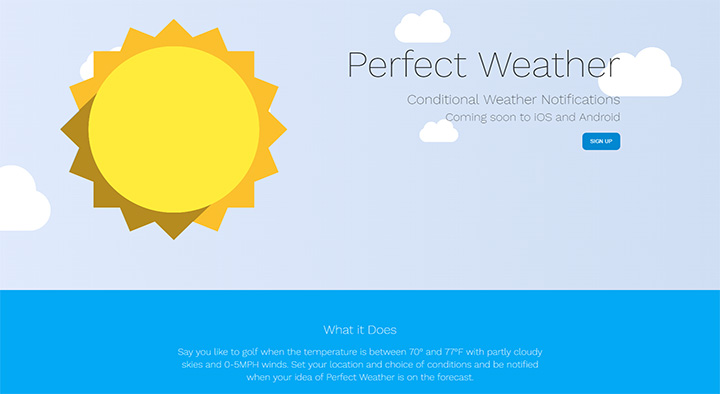 Perfect Weather
Conditional Weather Notifications
Coming soon to iOS and Android
SIGN UP
What it Does
Say you like to golf when the temperature is between 70° and 77°F with partly cloudy
skies and 0-5MPH winds. Set your location and choice of conditions and be notified
when your idea of Perfect Weather is on the forecast.